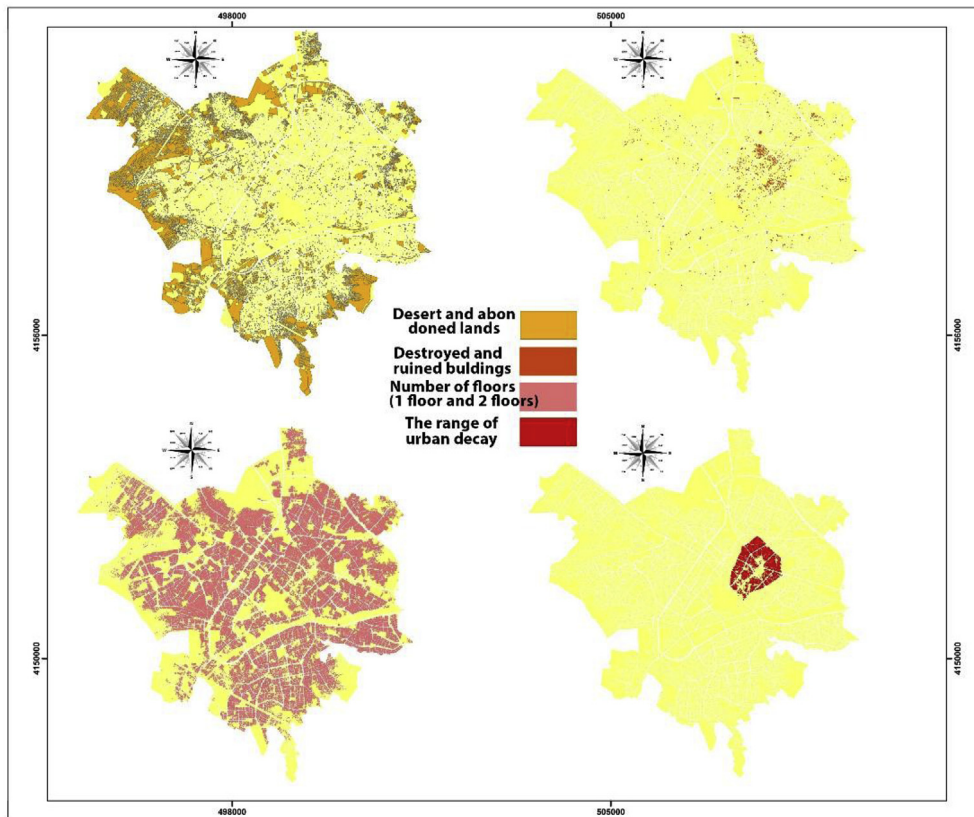 498000
505000
4156000
4156000
Desert and abon
doned lands
Destroyed and
ruined buldings
Number of floors
(1 floor and 2 floors)
The range of
urban decay
4150000
4150000
498000
505000